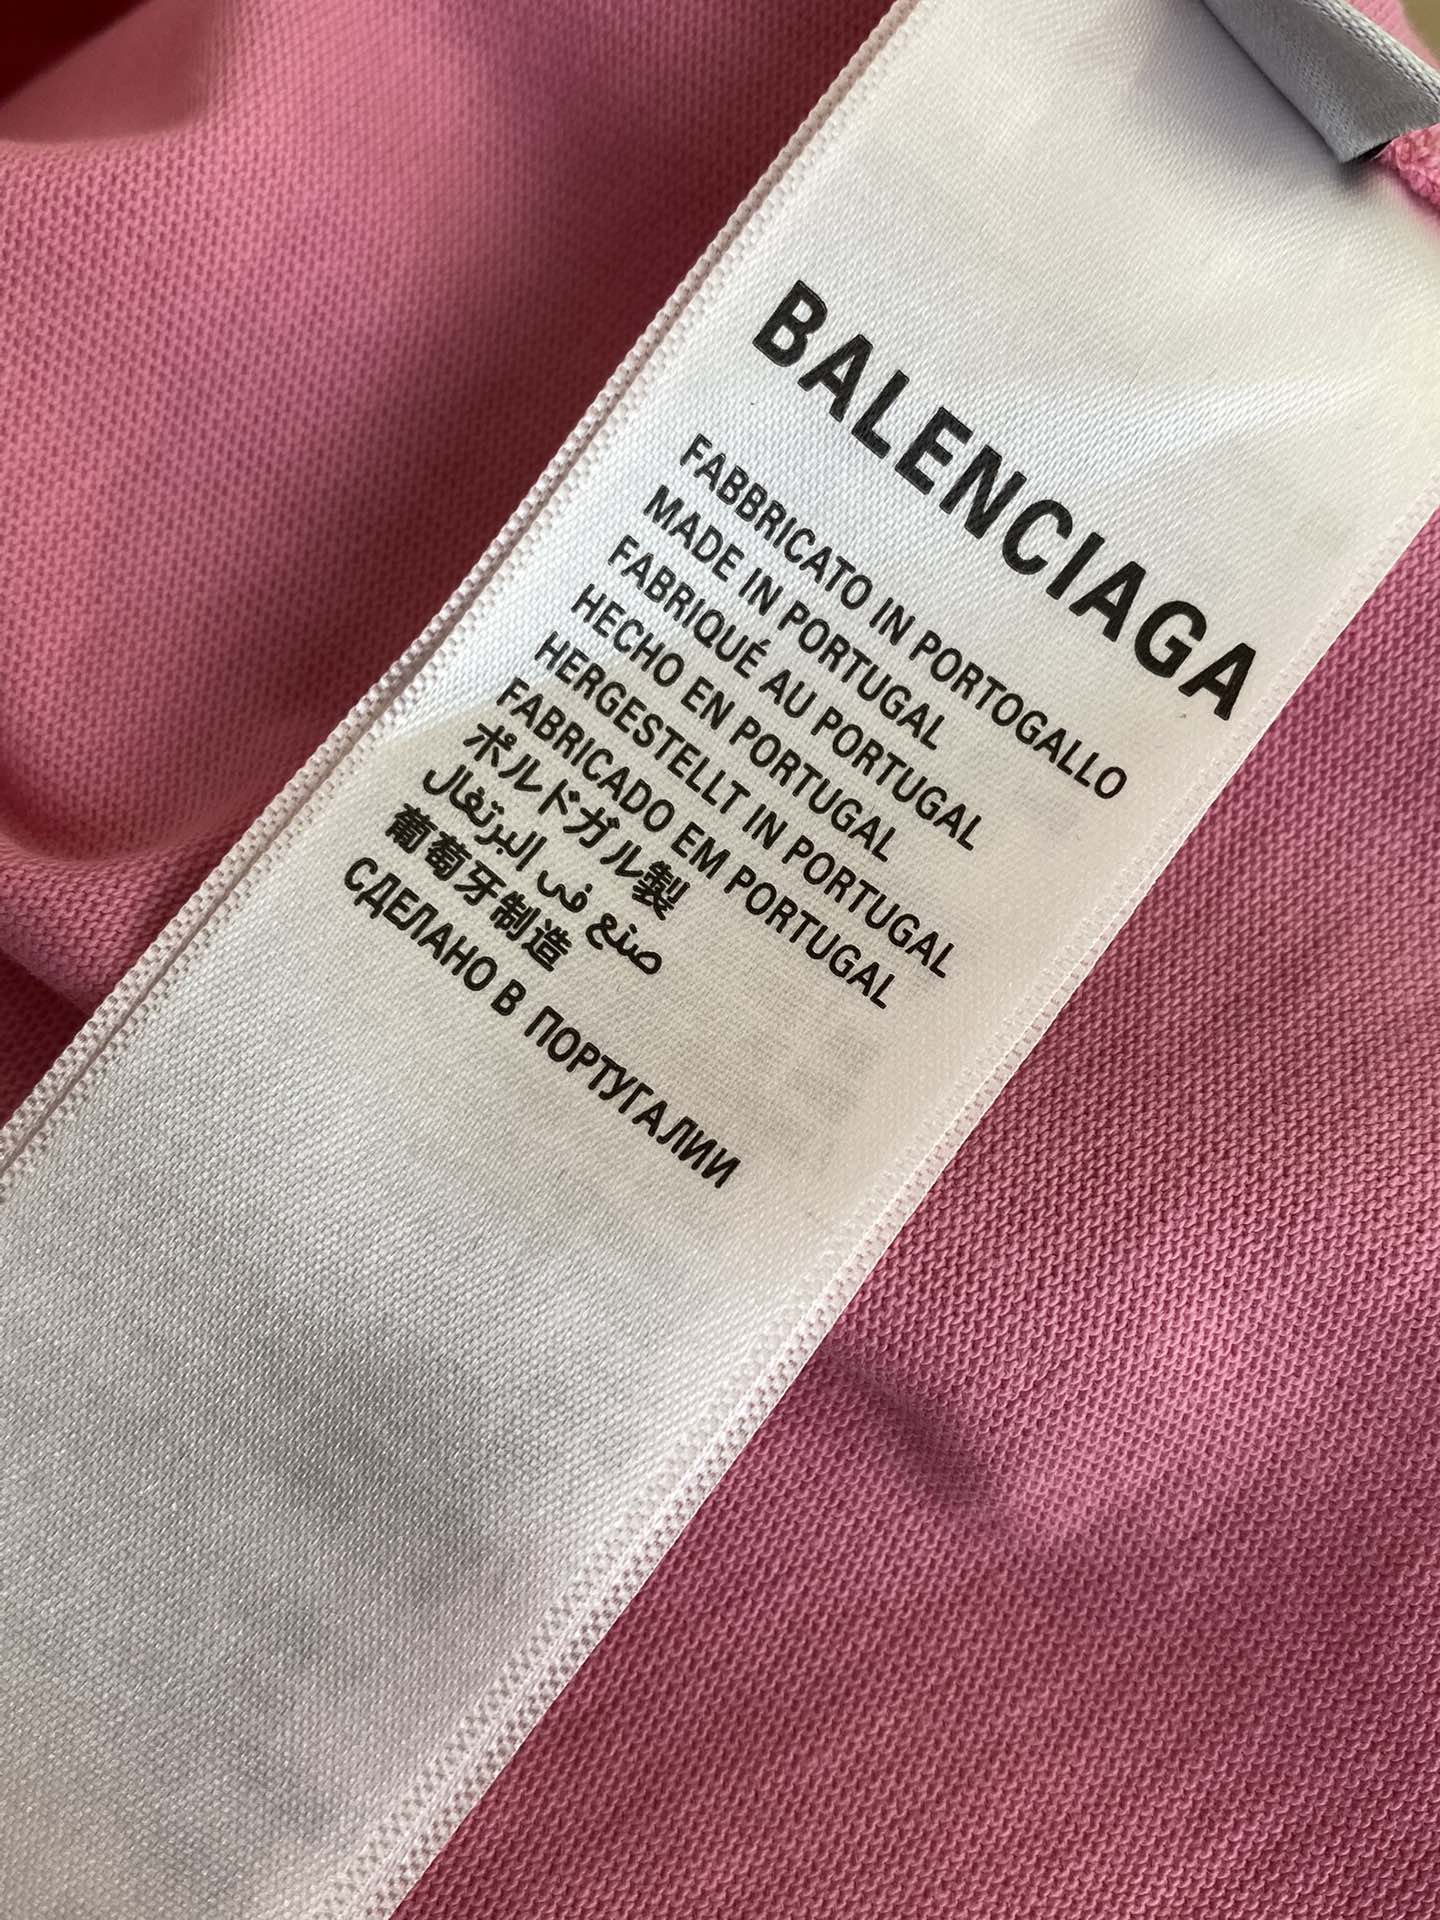 BALENCIAGA
FABBRICATO IN PORTOGALLO
MADE IN PORTUGAL
FABRIQUÉ AU PORTUGAL
HECHO EN PORTUGAL
HERGESTELLT IN PORTUGAL
FABRICADO EM PORTUGAL
ポルドガル製
صنع في البرتغال
葡萄牙制造
СДЕЛАНО В ПОРТУГАЛИИ